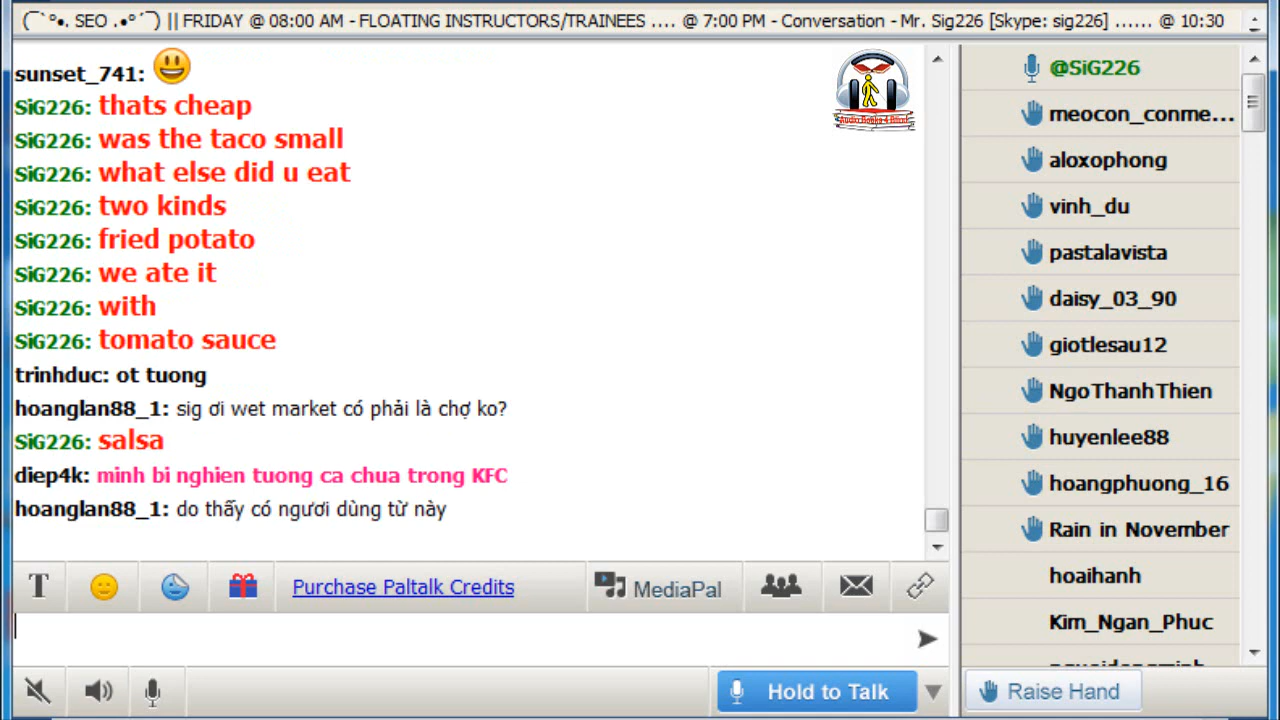 (¯`°•. SEO .•°´¯) || FRIDAY @ 08:00 AM - FLOATING INSTRUCTORS/TRAINEES .... @ 7:00 PM - Conversation - Mr. Sig226 [Skype: sig226] ...... @ 10:30
sunset_741:
SiG226: thats cheap
SiG226: was the taco small
SiG226: what else did u eat
SiG226: two kinds
SiG226: fried potato
SiG226: we ate it
SiG226: with
SiG226: tomato sauce
trinhduc: ot tuong
hoanglan88_1: sig ơi wet market có phải là chợ ko?
SiG226: salsa
diep4k: minh bi nghien tuong ca chua trong KFC
hoanglan88_1: do thấy có ngươi dùng từ này
Audio Books 4 Blind
@SiG226
meocon_conme...
aloxophong
vinh_du
pastalavista
daisy_03_90
giotlesau12
NgoThanhThien
huyenlee88
hoangphuong_16
Rain in November
hoaihanh
Kim_Ngan_Phuc
T
Purchase Paltalk Credits
MediaPal
Hold to Talk
Raise Hand